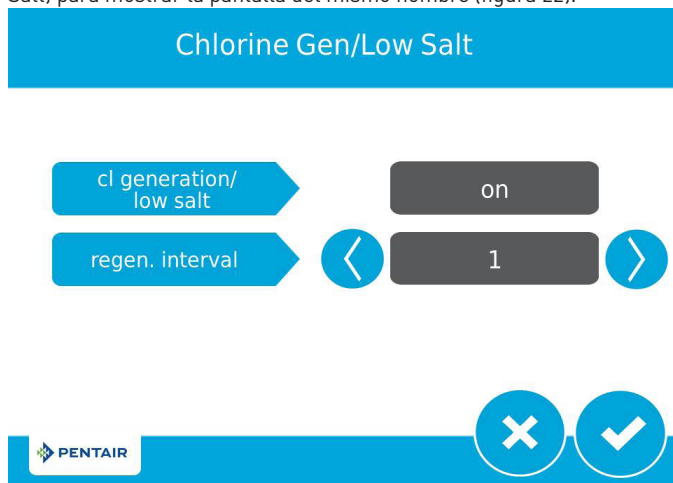 Salt) para mostrar la pantalla del mismo nombre (figura 22).
Chlorine Gen/Low Salt
cl generation/
low salt
on
regen. interval
1
PENTAIR